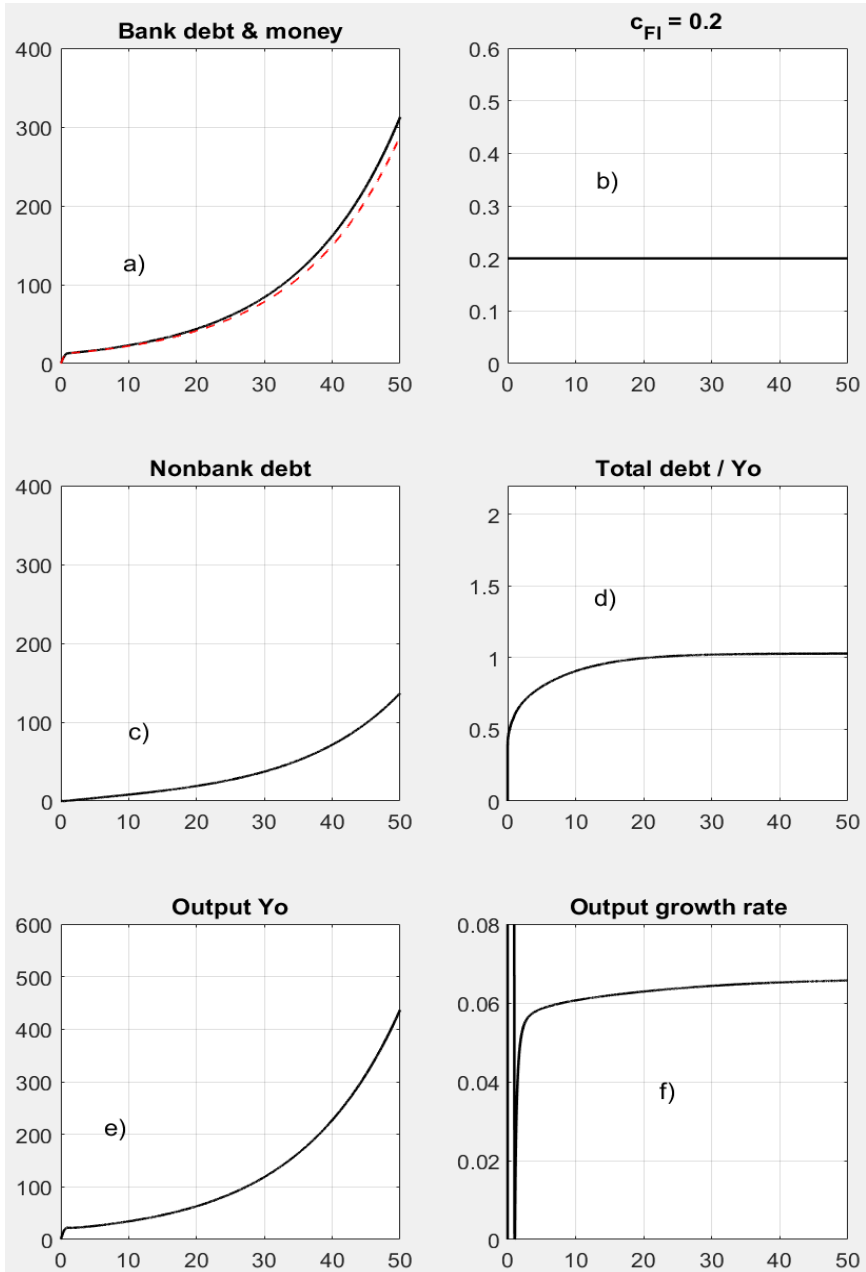 Bank debt & money
400
300
200
100
0
a)
0 10 20 30 40 50
c_FI = 0.2
0.6
0.5
0.4
0.3
0.2
0.1
0
b)
0 10 20 30 40 50
Nonbank debt
400
300
200
100
0
c)
0 10 20 30 40 50
Total debt / Yo
2
1.5
1
0.5
0
d)
0 10 20 30 40 50
Output Yo
600
500
400
300
200
100
0
e)
0 10 20 30 40 50
Output growth rate
0.08
0.06
0.04
0.02
0
f)
0 10 20 30 40 50